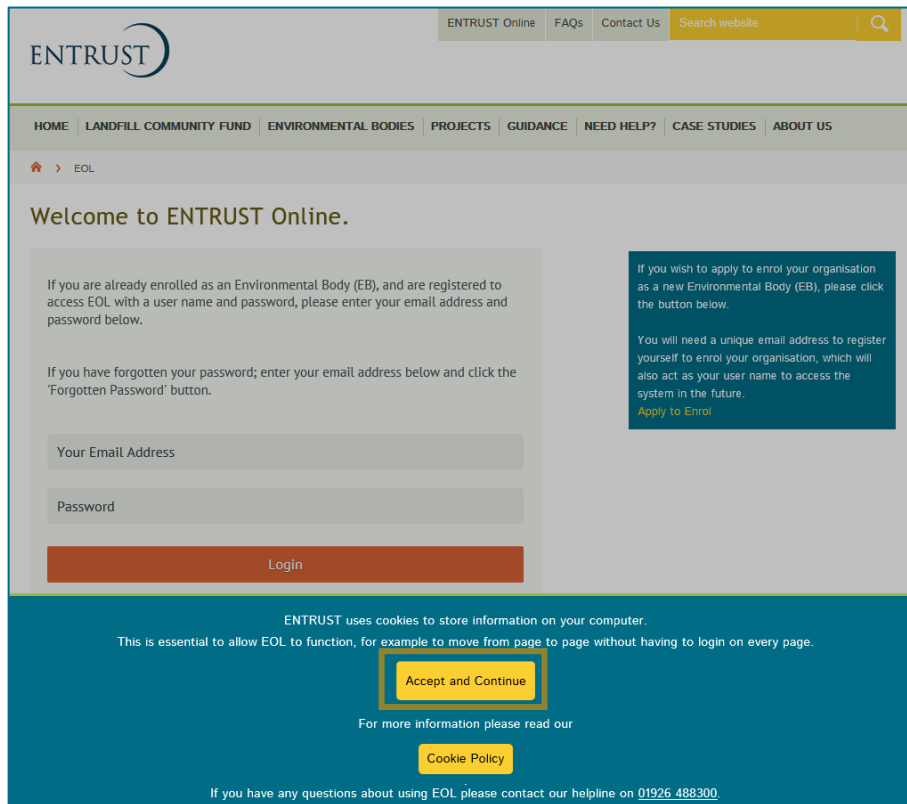 ENTRUST Online FAQs Contact Us Search website
ENTRUST
HOME LANDFILL COMMUNITY FUND ENVIRONMENTAL BODIES PROJECTS GUIDANCE NEED HELP? CASE STUDIES ABOUT US
EOL
Welcome to ENTRUST Online.
If you are already enrolled as an Environmental Body (EB), and are registered to
access EOL with a user name and password, please enter your email address and
password below.
If you have forgotten your password; enter your email address below and click the
'Forgotten Password' button.
Your Email Address
Password
Login
If you wish to apply to enrol your organisation
as a new Environmental Body (EB), please click
the button below.
You will need a unique email address to register
yourself to enrol your organisation, which will
also act as your user name to access the
system in the future.
Apply to Enrol
ENTRUST uses cookies to store information on your computer.
This is essential to allow EOL to function, for example to move from page to page without having to login on every page.
Accept and Continue
For more information please read our
Cookie Policy
If you have any questions about using EOL please contact our helpline on 01926 488300.